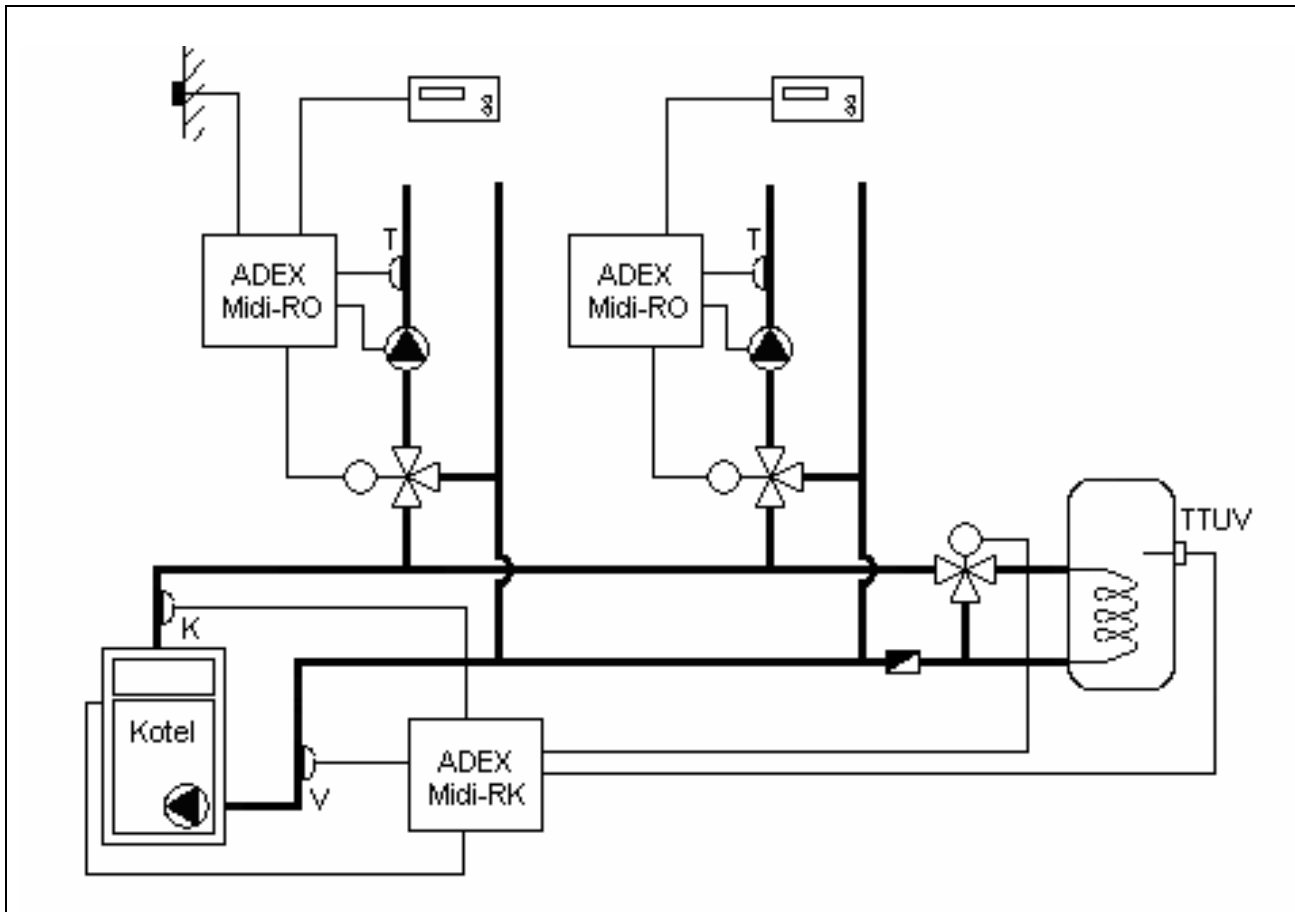 T
ADEX
Midi-RO
T
ADEX
Midi-RO
TTUV
K
Kotel
V
ADEX
Midi-RK